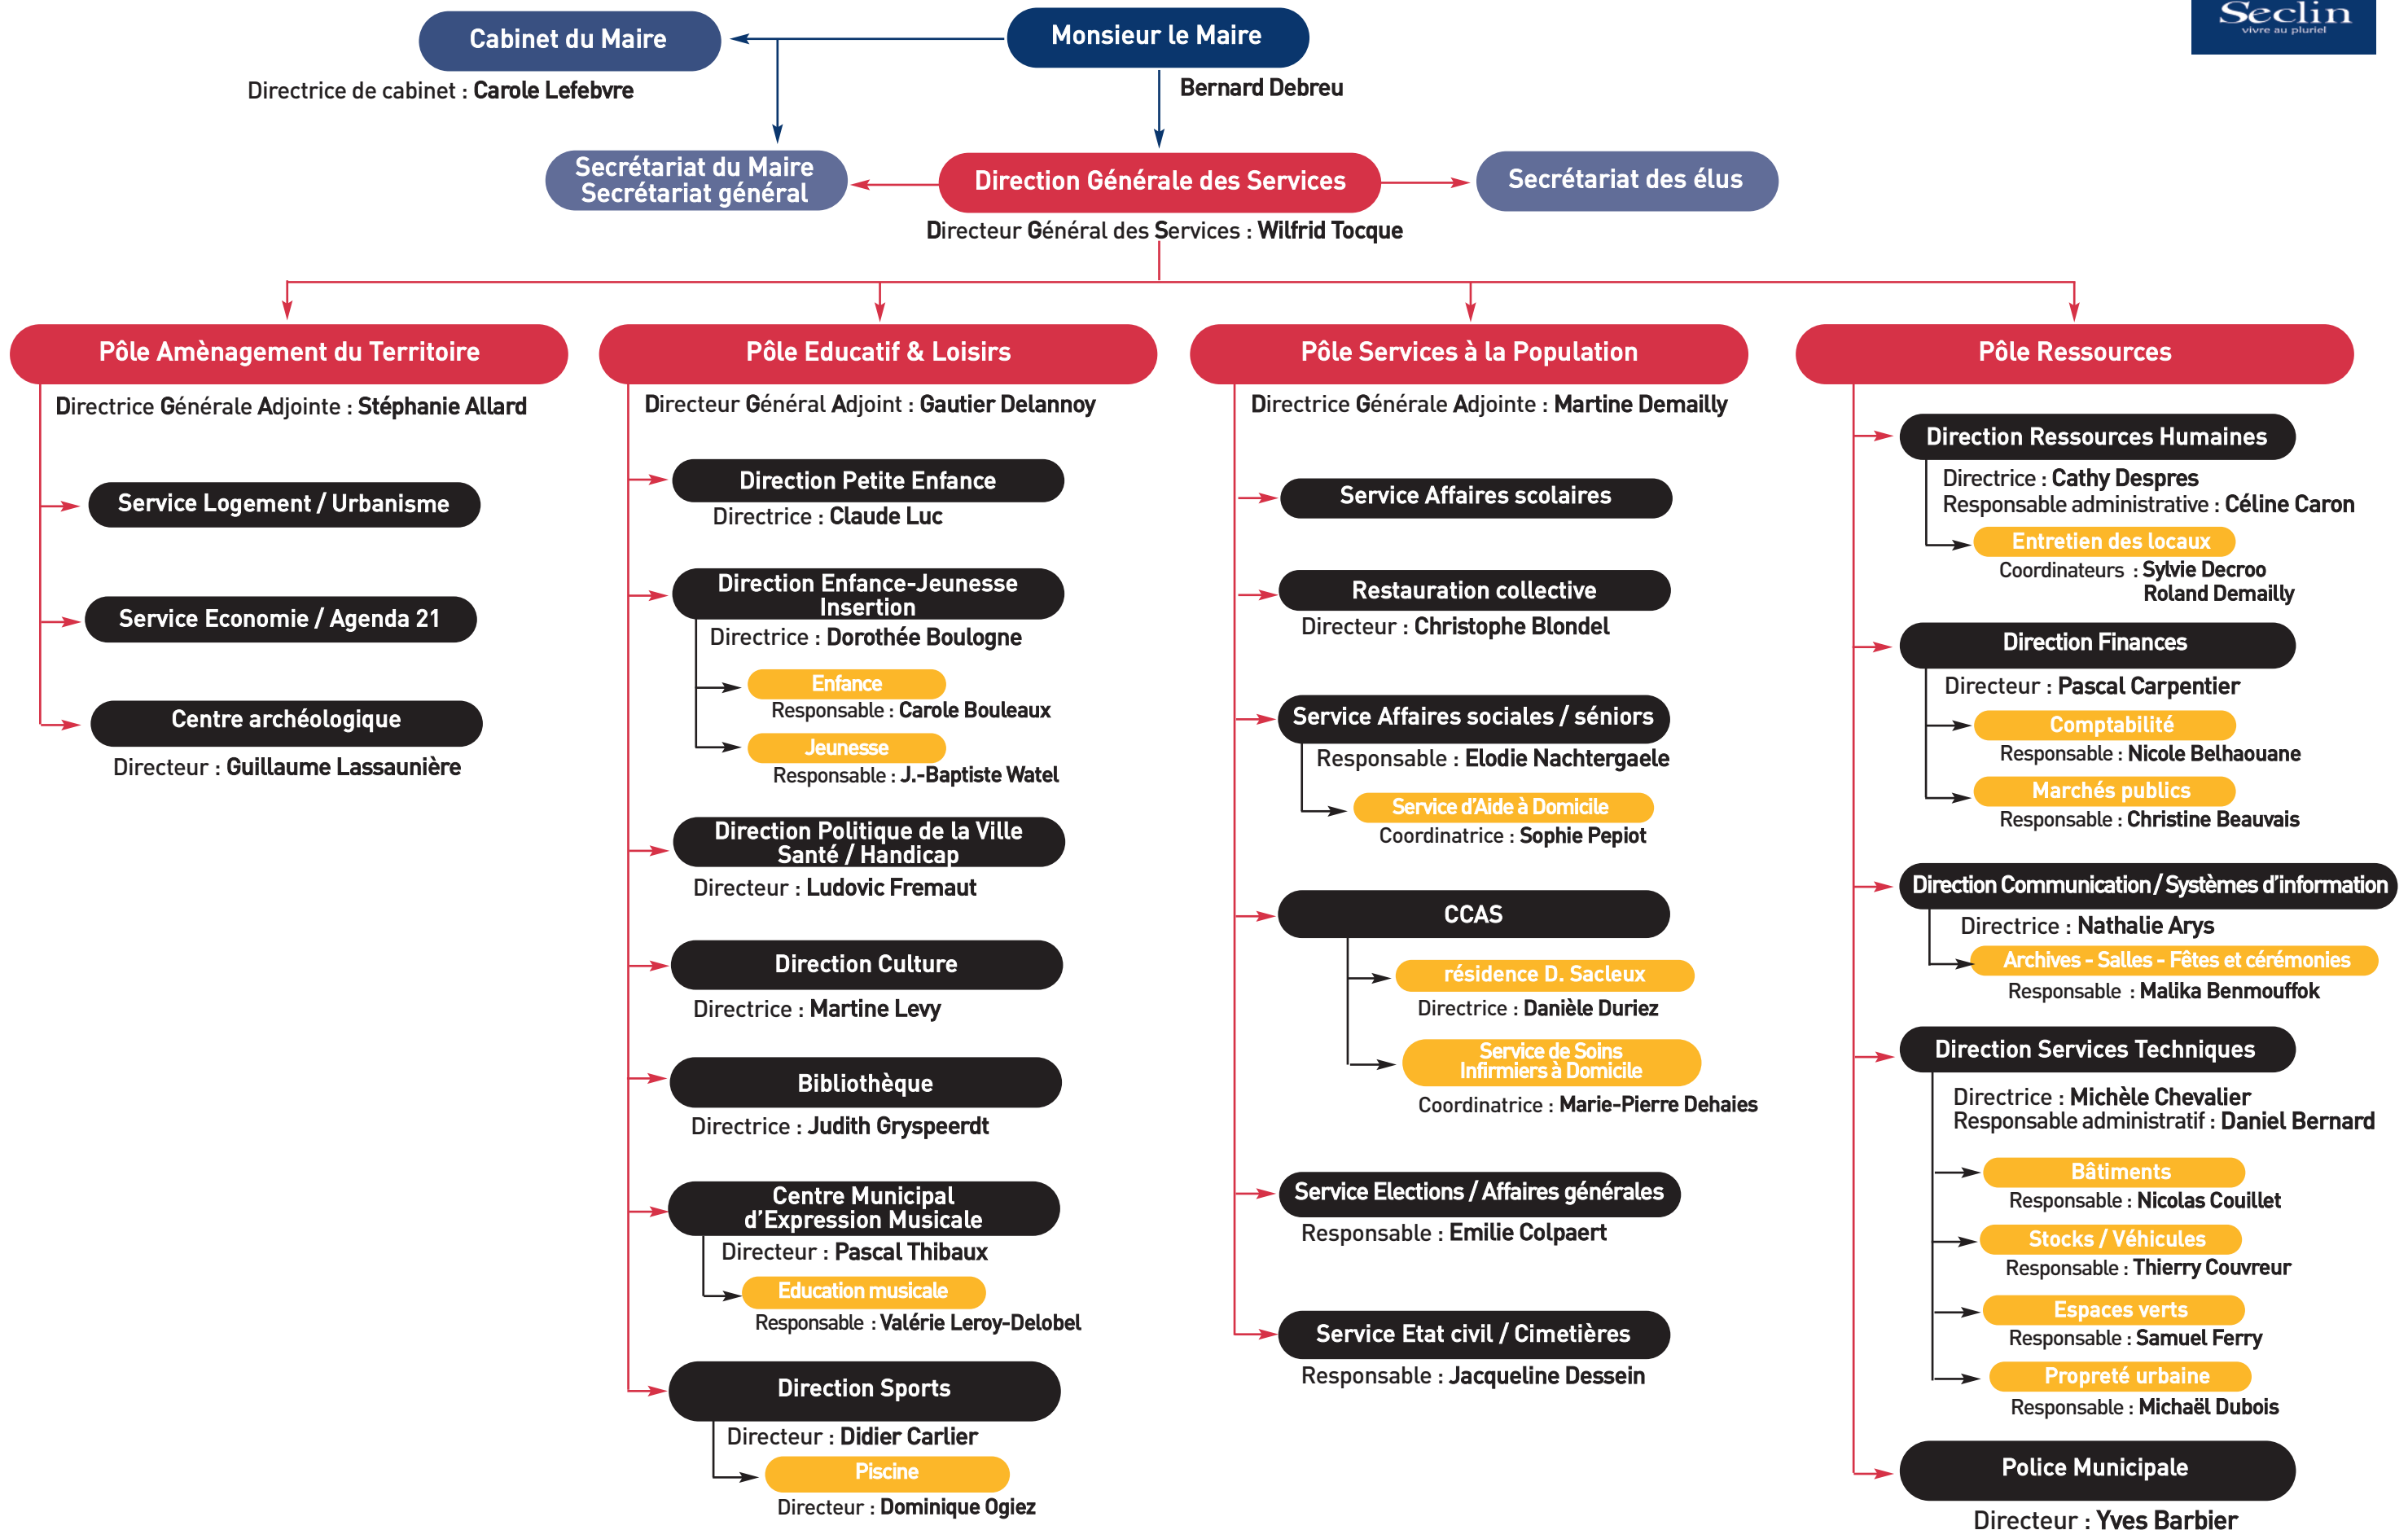 Seclin
vivre au pluriel
Cabinet du Maire
Directrice de cabinet : Carole Lefebvre
Monsieur le Maire
Bernard Debreu
Secrétariat du Maire
Secrétariat général
Direction Générale des Services
Directeur Général des Services : Wilfrid Tocque
Secrétariat des élus
Pôle Amènagement du Territoire
Directrice Générale Adjointe : Stéphanie Allard
Service Logement / Urbanisme
Service Economie / Agenda 21
Centre archéologique
Directeur : Guillaume Lassaunière
Pôle Educatif & Loisirs
Directeur Général Adjoint : Gautier Delannoy
Direction Petite Enfance
Directrice : Claude Luc
Direction Enfance-Jeunesse
Insertion
Directrice : Dorothée Boulogne
Enfance
Responsable : Carole Bouleaux
Jeunesse
Responsable : J.-Baptiste Watel
Direction Politique de la Ville
Santé / Handicap
Directeur : Ludovic Fremaut
Direction Culture
Directrice : Martine Levy
Bibliothèque
Directrice : Judith Gryspeerdt
Centre Municipal
d'Expression Musicale
Directeur : Pascal Thibaux
Education musicale
Responsable : Valérie Leroy-Delobel
Direction Sports
Directeur : Didier Carlier
Piscine
Directeur : Dominique Ogiez
Pôle Services à la Population
Directrice Générale Adjointe : Martine Demailly
Service Affaires scolaires
Restauration collective
Directeur : Christophe Blondel
Service Affaires sociales / séniors
Responsable : Elodie Nachtergaele
Service d'Aide à Domicile
Coordinatrice : Sophie Pepiot
CCAS
résidence D. Sacleux
Directrice : Danièle Duriez
Service de Soins
Infirmiers à Domicile
Coordinatrice : Marie-Pierre Dehaies
Service Elections / Affaires générales
Responsable : Emilie Colpaert
Service Etat civil / Cimetières
Responsable : Jacqueline Dessein
Pôle Ressources
Direction Ressources Humaines
Directrice : Cathy Despres
Responsable administrative : Céline Caron
Entretien des locaux
Coordinateurs : Sylvie Decroo
Roland Demailly
Direction Finances
Directeur : Pascal Carpentier
Comptabilité
Responsable : Nicole Belhaouane
Marchés publics
Responsable : Christine Beauvais
Direction Communication / Systèmes d'information
Directrice : Nathalie Arys
Archives - Salles - Fêtes et cérémonies
Responsable : Malika Benmouffok
Direction Services Techniques
Directrice : Michèle Chevalier
Responsable administratif : Daniel Bernard
Bâtiments
Responsable : Nicolas Couillet
Stocks / Véhicules
Responsable : Thierry Couvreur
Espaces verts
Responsable : Samuel Ferry
Propreté urbaine
Responsable : Michaël Dubois
Police Municipale
Directeur : Yves Barbier